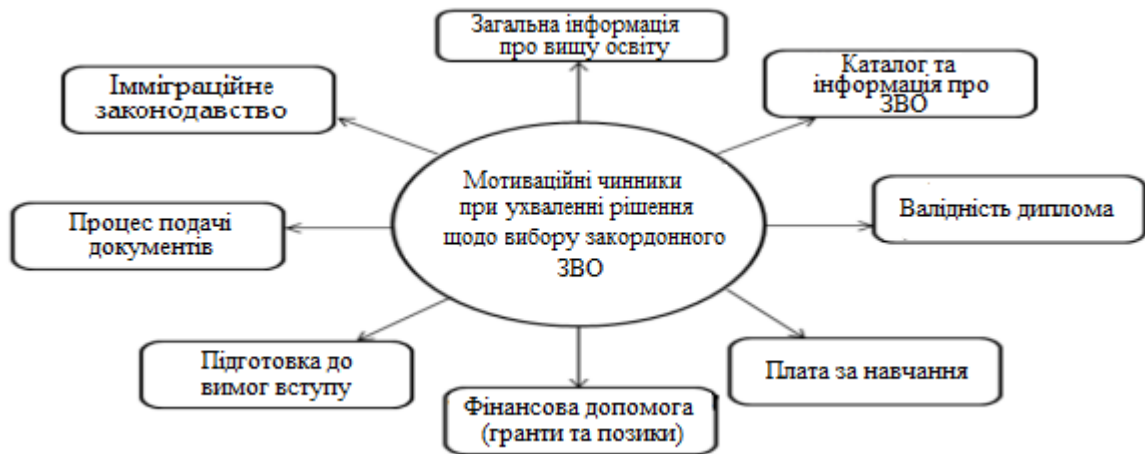 Загальна інформація
про вищу освіту
Імміграційне
законодавство
Каталог та
інформація про
ЗВО
Мотиваційні чинники
при ухваленні рішення
щодо вибору закордонного
ЗВО
Процес подачі
документів
Валідність диплома
Підготовка до
вимог вступу
Плата за навчання
Фінансова допомога
(гранти та позики)